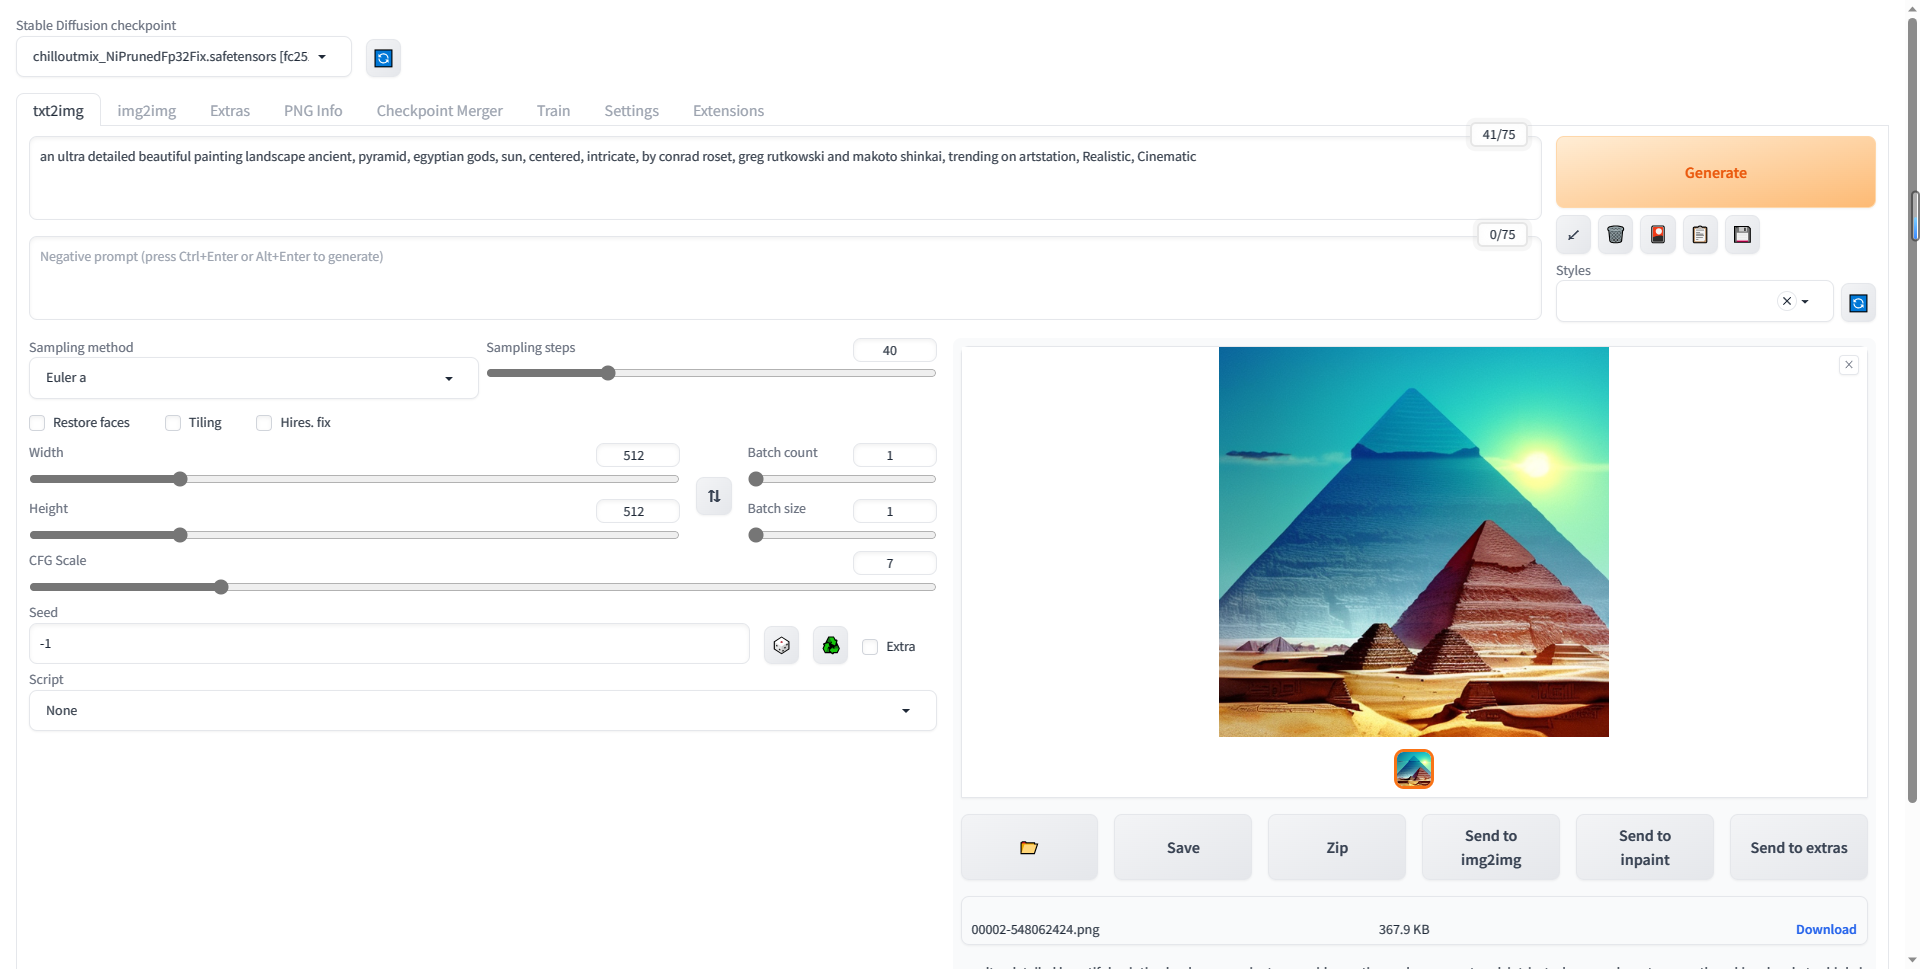 Stable Diffusion checkpoint
chilloutmix_NiPrunedFp32Fix.safetensors [fc25
txt2img img2img Extras PNG Info Checkpoint Merger Train Settings Extensions
41/75
an ultra detailed beautiful painting landscape ancient, pyramid, egyptian gods, sun, centered, intricate, by conrad roset, greg rutkowski and makoto shinkai, trending on artstation, Realistic, Cinematic
Generate
0/75
Negative prompt (press Ctrl+Enter or Alt+Enter to generate)
Styles
Sampling method
Euler a
Sampling steps
40
Restore faces Tiling Hires. fix
Width 512
Batch count 1
Height 512
Batch size 1
CFG Scale 7
Seed
-1
Extra
Script
None
Save
Zip
Send to
img2img
Send to
inpaint
Send to extras
00002-548062424.png 367.9 KB Download